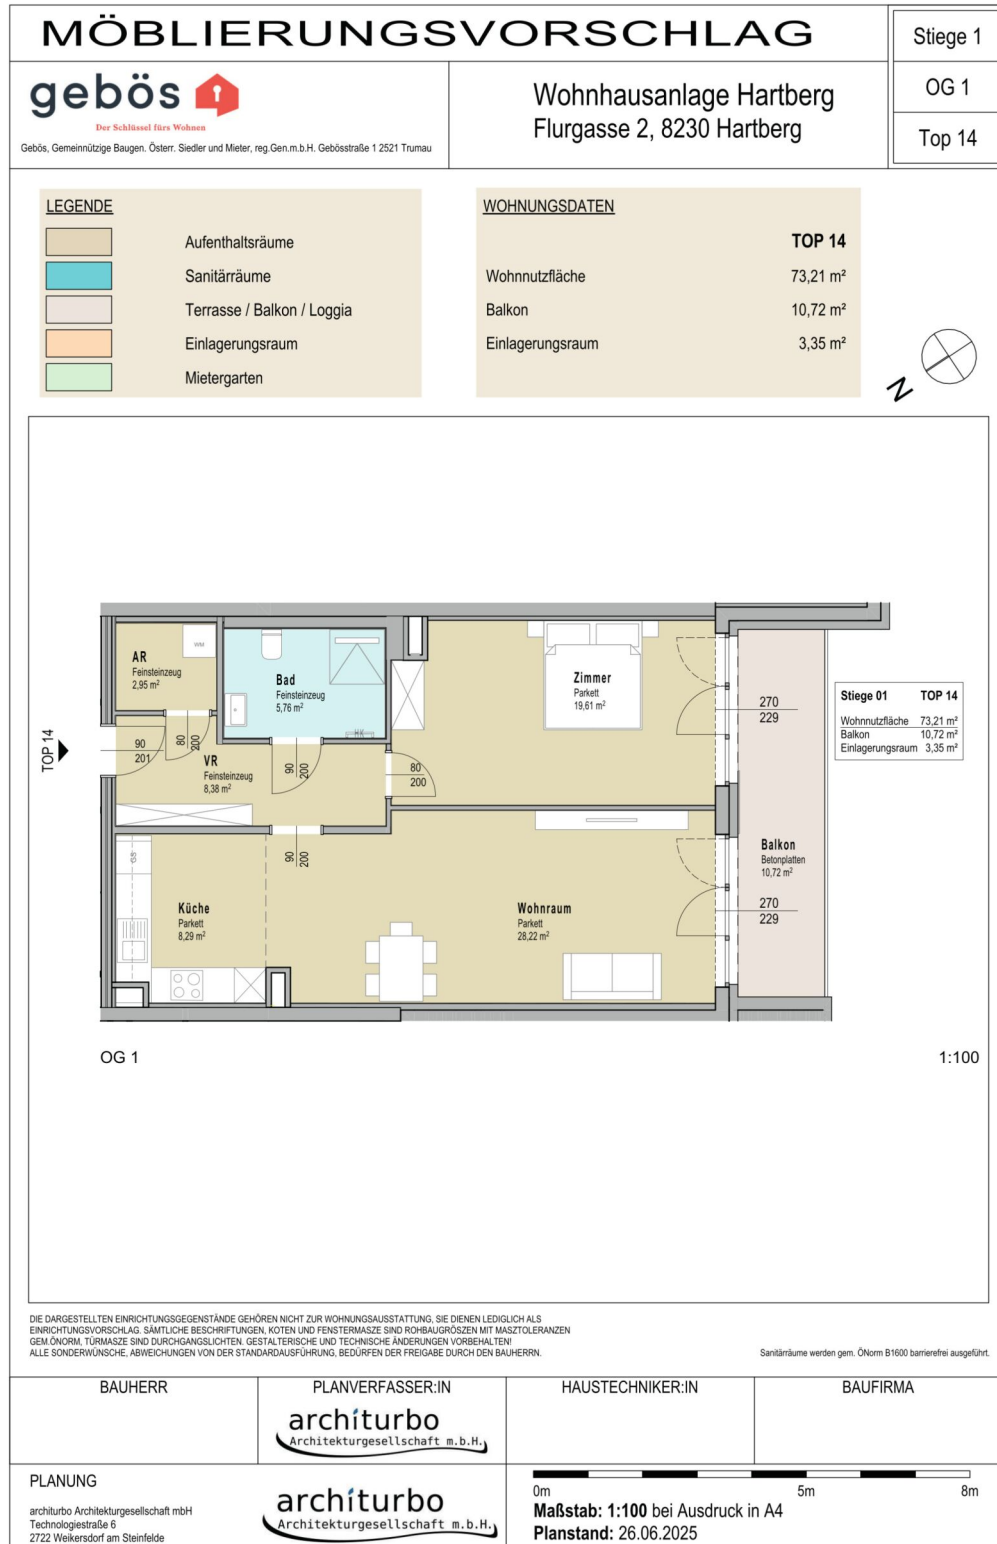 MÖBLIERUNGSVORSCHLAG
Stiege 1
OG 1
Top 14
gebös
Der Schlüssel fürs Wohnen
Gebös, Gemeinnützige Baugen. Österr. Siedler und Mieter, reg.Gen.m.b.H. Gebösstraße 1 2521 Trumau
Wohnhausanlage Hartberg
Flurgasse 2, 8230 Hartberg
LEGENDE
Aufenthaltsräume
Sanitärräume
Terrasse / Balkon / Loggia
Einlagerungsraum
Mietergarten
WOHNUNGSDATEN
TOP 14
Wohnnutzfläche 73,21 m²
Balkon 10,72 m²
Einlagerungsraum 3,35 m²
N
AR
Feinsteinzeug
2,95 m²
WM
Bad
Feinsteinzeug
5,76 m²
HK
Zimmer
Parkett
19,61 m²
270
229
Stiege 01 TOP 14
Wohnnutzfläche 73,21 m²
Balkon 10,72 m²
Einlagerungsraum 3,35 m²
TOP 14
90
201
80
200
VR
Feinsteinzeug
8,38 m²
90
200
80
200
90
200
GS
Küche
Parkett
8,29 m²
Wohnraum
Parkett
28,22 m²
Balkon
Betonplatten
10,72 m²
270
229
OG 1
1:100
DIE DARGESTELLTEN EINRICHTUNGSGEGENSTÄNDE GEHÖREN NICHT ZUR WOHNUNGSAUSSTATTUNG, SIE DIENEN LEDIGLICH ALS
EINRICHTUNGSVORSCHLAG. SÄMTLICHE BESCHRIFTUNGEN, KOTEN UND FENSTERMASZE SIND ROHBAUGRÖSZEN MIT MASZTOLERANZEN
GEM.ÖNORM, TÜRMASZE SIND DURCHGANGSLICHTEN. GESTALTERISCHE UND TECHNISCHE ÄNDERUNGEN VORBEHALTEN!
ALLE SONDERWÜNSCHE, ABWEICHUNGEN VON DER STANDARDAUSFÜHRUNG, BEDÜRFEN DER FREIGABE DURCH DEN BAUHERRN.
Sanitärräume werden gem. ÖNorm B1600 barrierefrei ausgeführt.
BAUHERR
PLANVERFASSER:IN
architurbo
Architekturgesellschaft m.b.H.
HAUSTECHNIKER:IN
BAUFIRMA
PLANUNG
architurbo Architekturgesellschaft mbH
Technologiestraße 6
2722 Weikersdorf am Steinfelde
architurbo
Architekturgesellschaft m.b.H.
0m 5m 8m
Maßstab: 1:100 bei Ausdruck in A4
Planstand: 26.06.2025